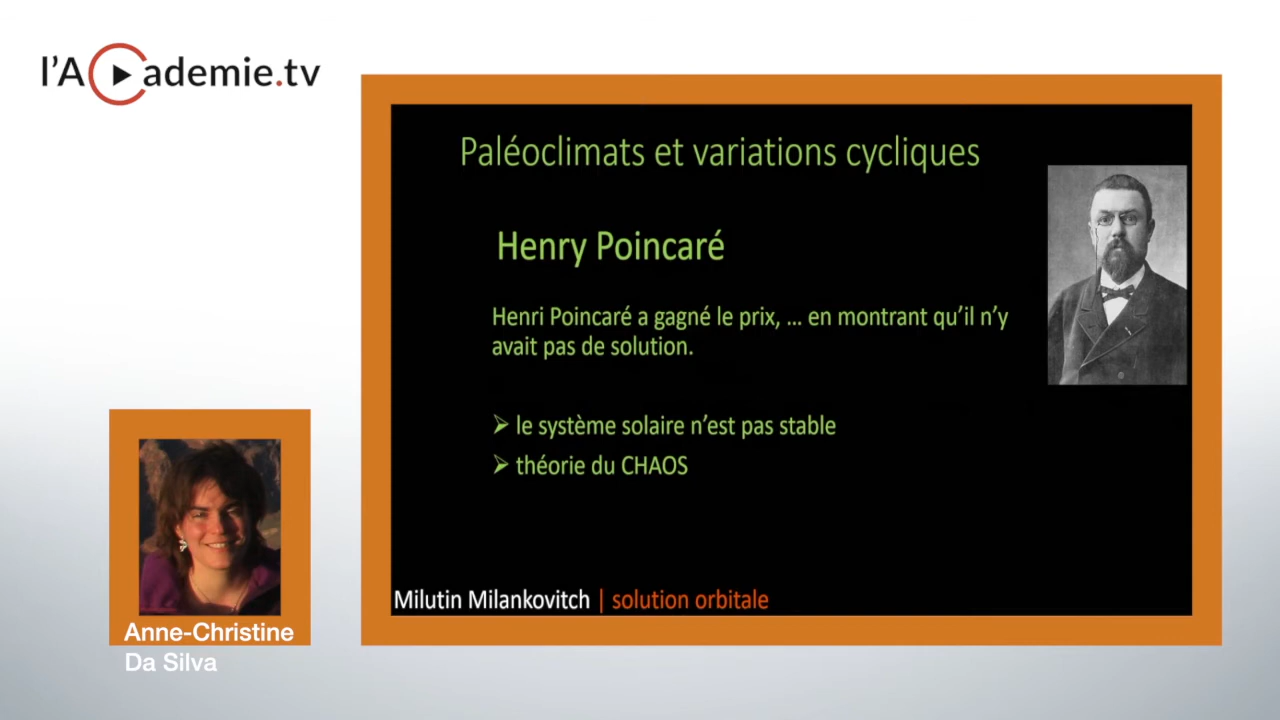 l'Academie.tv
Paléoclimats et variations cycliques
Henry Poincaré
Henri Poincaré a gagné le prix, ... en montrant qu'il n'y
avait pas de solution.
➢ le système solaire n'est pas stable
➢ théorie du CHAOS
Milutin Milankovitch | solution orbitale
Anne-Christine
Da Silva